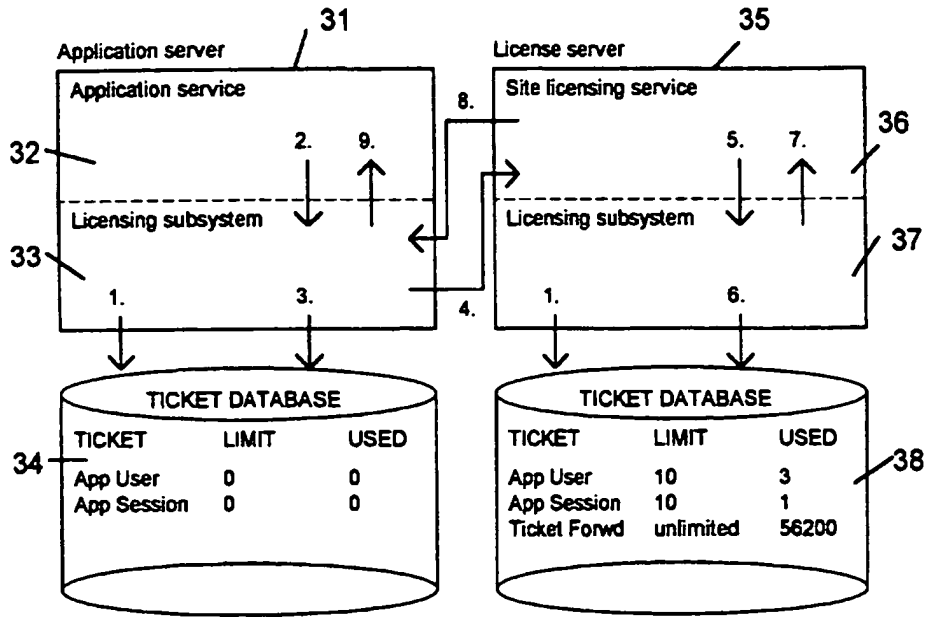 31
35
Application server
License server
Application service
Site licensing service
8.
32
2.
9.
5.
7.
36
Licensing subsystem
Licensing subsystem
33
37
1.
3.
4.
1.
6.
TICKET DATABASE
TICKET LIMIT USED
App User 0 0
App Session 0 0
34
TICKET DATABASE
TICKET LIMIT USED
App User 10 3
App Session 10 1
Ticket Forwd unlimited 56200
38